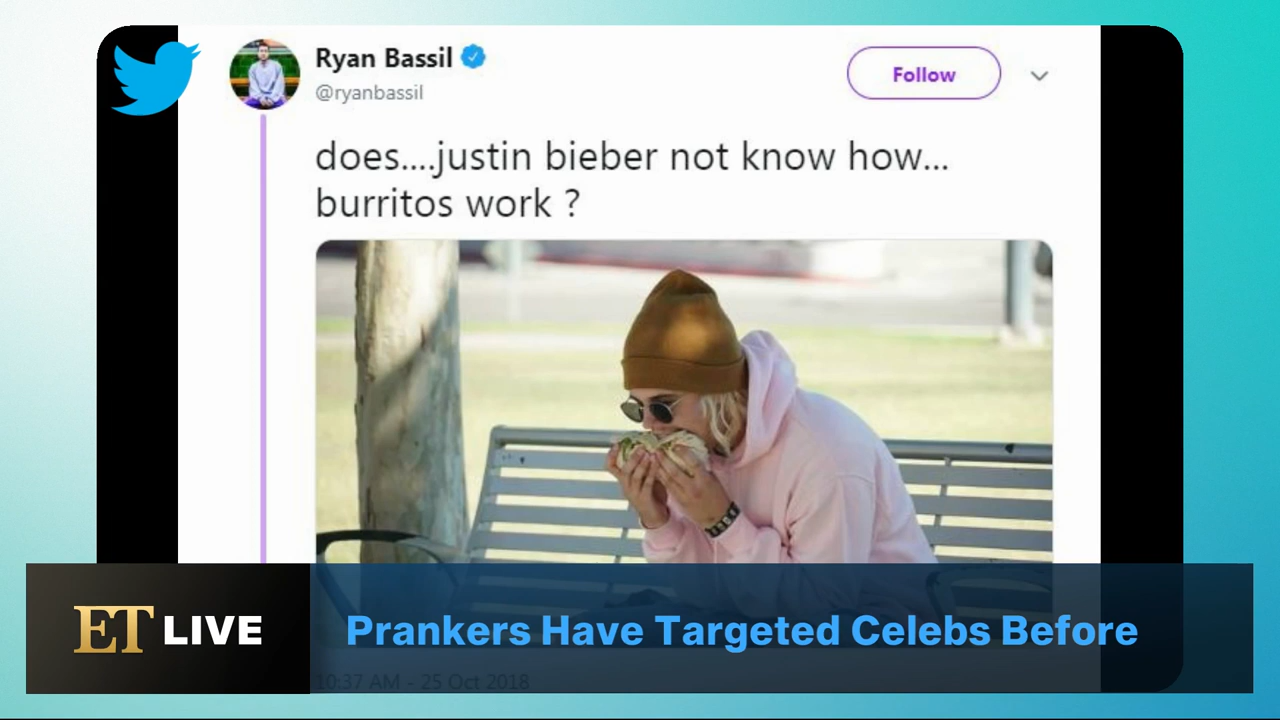 Ryan Bassil
@ryanbassil
Follow
does....justin bieber not know how...
burritos work ?
ET LIVE
Prankers Have Targeted Celebs Before
10:37 AM - 25 Oct 2018